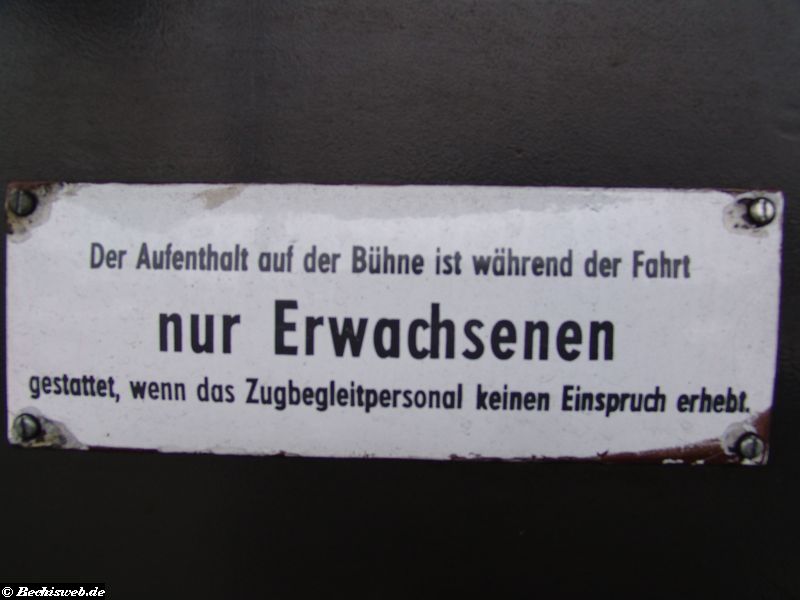 Der Aufenthalt auf der Bühne ist während der Fahrt
nur Erwachsenen
gestattet, wenn das Zugbegleitpersonal keinen Einspruch erhebt.
© Bechisweb.de